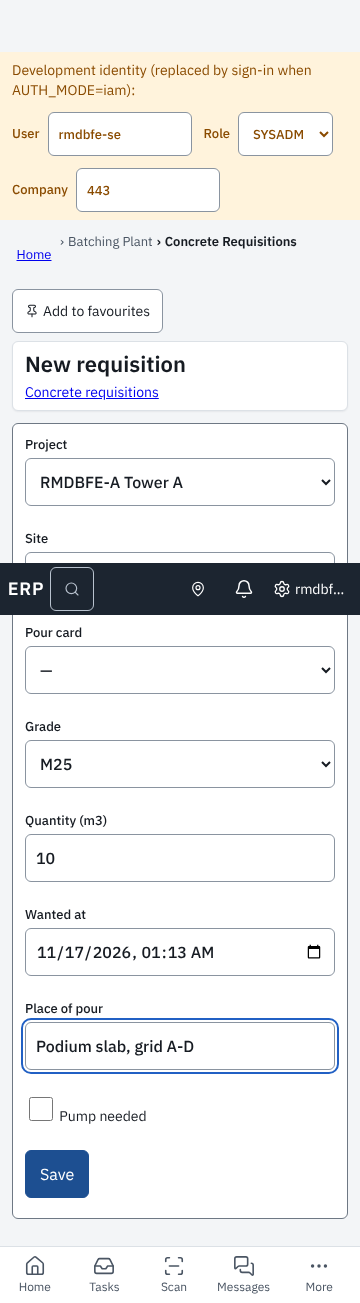 Development identity (replaced by sign-in when
AUTH_MODE=iam):
User rmdbfe-se Role SYSADM
Company 443
Home › Batching Plant › Concrete Requisitions
Add to favourites
New requisition
Concrete requisitions
Project
RMDBFE-A Tower A
Site
ERP rmdbf...
Pour card
—
Grade
M25
Quantity (m3)
10
Wanted at
11/17/2026, 01:13 AM
Place of pour
Podium slab, grid A-D
Pump needed
Save
Home Tasks Scan Messages More